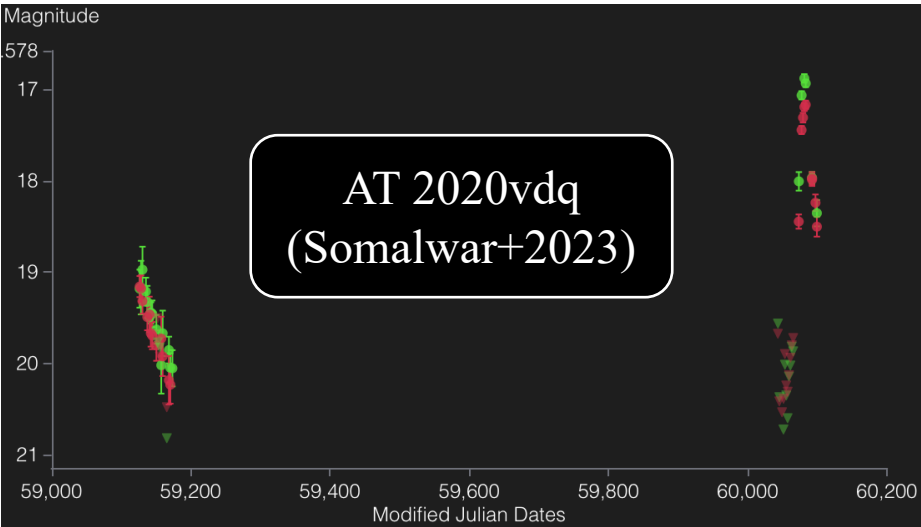 Magnitude
.578
17
18
19
20
21
AT 2020vdq
(Somalwar+2023)
59,000 59,200 59,400 59,600 59,800 60,000 60,200
Modified Julian Dates